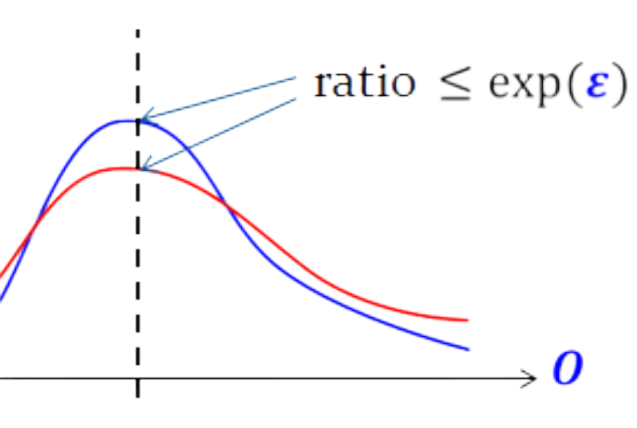 ratio ≤ exp(ε)
O